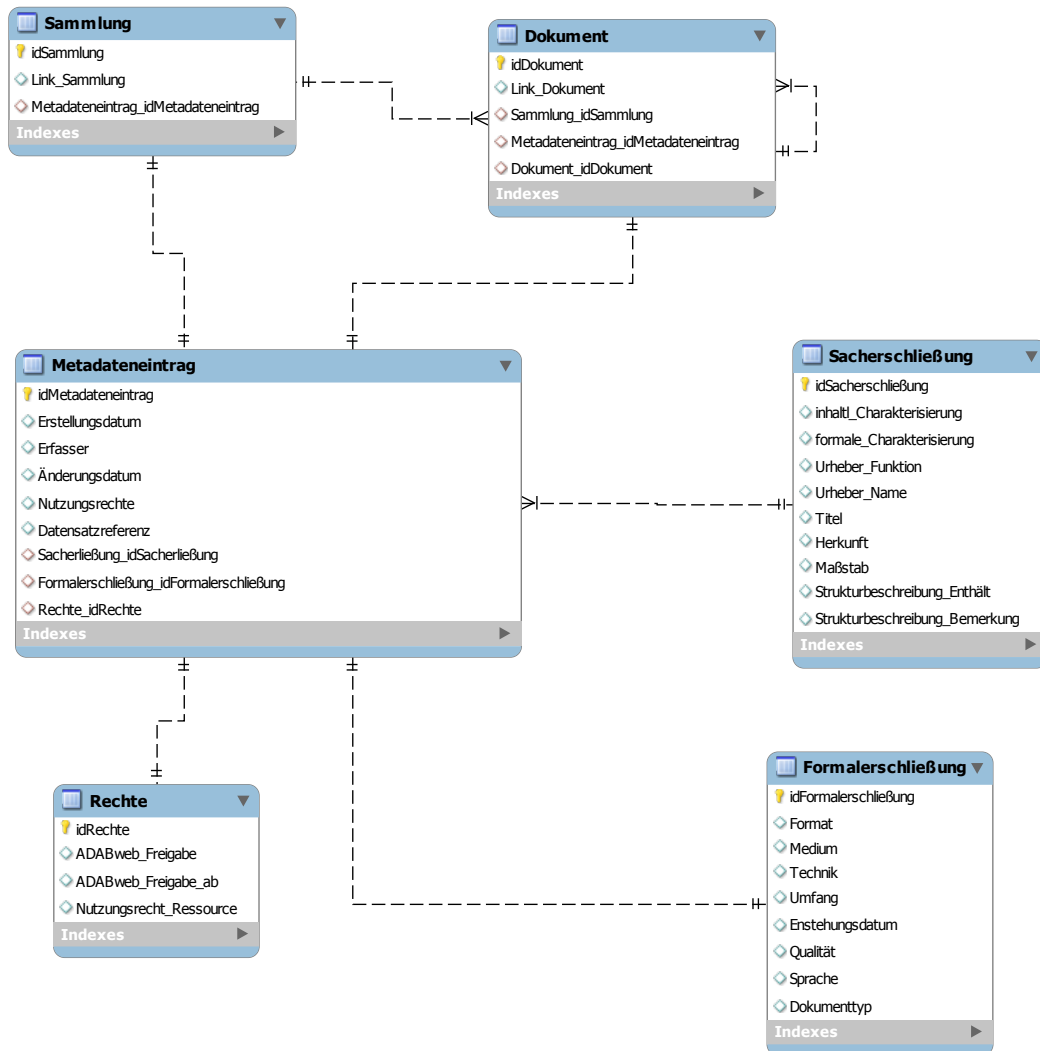 Sammlung
idSammlung
Link_Sammlung
Metadateneintrag_idMetadateneintrag
Indexes
Dokument
idDokument
Link_Dokument
Sammlung_idSammlung
Metadateneintrag_idMetadateneintrag
Dokument_idDokument
Indexes
Metadateneintrag
idMetadateneintrag
Erstellungsdatum
Erfasser
Änderungsdatum
Nutzungsrechte
Datensatzreferenz
Sacherließung_idSacherließung
Formalerschließung_idFormalerschließung
Rechte_idRechte
Indexes
Sacherschließung
idSacherschließung
inhaltl_Charakterisierung
formale_Charakterisierung
Urheber_Funktion
Urheber_Name
Titel
Herkunft
Maßstab
Strukturbeschreibung_Enthält
Strukturbeschreibung_Bemerkung
Indexes
Rechte
idRechte
ADABweb_Freigabe
ADABweb_Freigabe_ab
Nutzungsrecht_Ressource
Indexes
Formalerschließung
idFormalerschließung
Format
Medium
Technik
Umfang
Enstehungsdatum
Qualität
Sprache
Dokumenttyp
Indexes